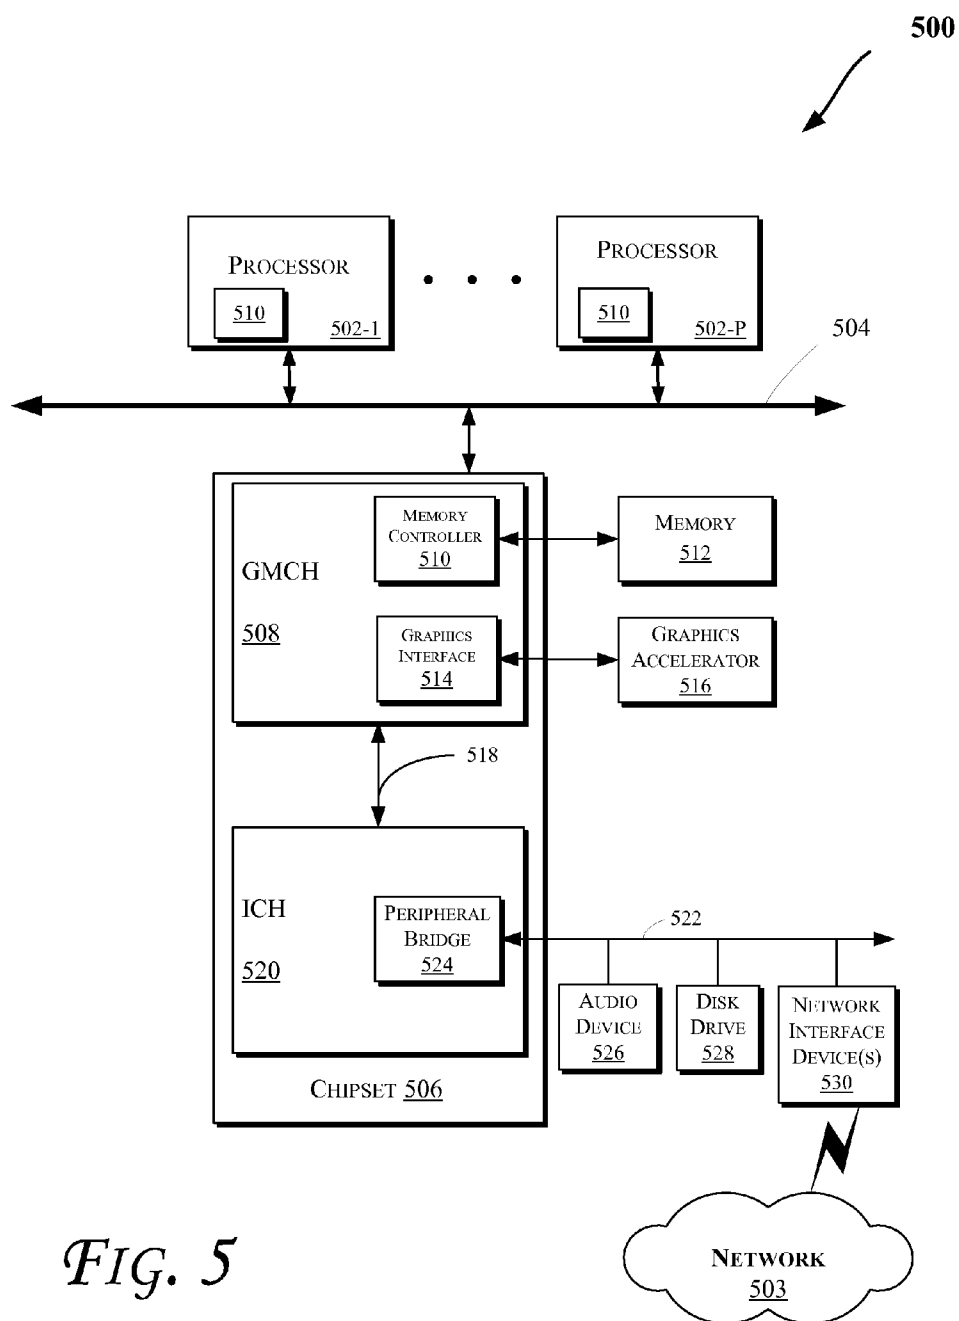 500
PROCESSOR
510
502-1
PROCESSOR
510
502-P
504
GMCH
508
MEMORY
CONTROLLER
510
MEMORY
512
GRAPHICS
INTERFACE
514
GRAPHICS
ACCELERATOR
516
518
ICH
520
PERIPHERAL
BRIDGE
524
522
AUDIO
DEVICE
526
DISK
DRIVE
528
NETWORK
INTERFACE
DEVICE(S)
530
CHIPSET 506
NETWORK
503
FIG. 5